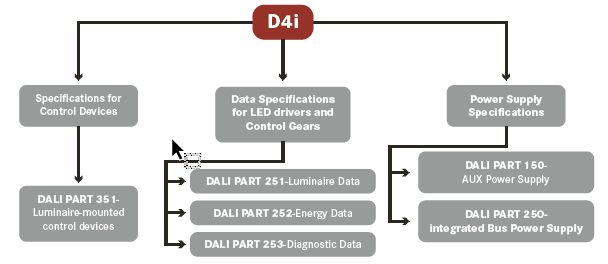 D4i
Specifications for
Control Devices
Data Specifications
for LED drivers and
Control Gears
Power Supply
Specifications
DALI PART 351-
Luminaire-mounted
control devices
DALI PART 251-Luminaire Data
DALI PART 252-Energy Data
DALI PART 253-Diagnostic Data
DALI PART 150-
AUX Power Supply
DALI PART 250-
integrated Bus Power Supply